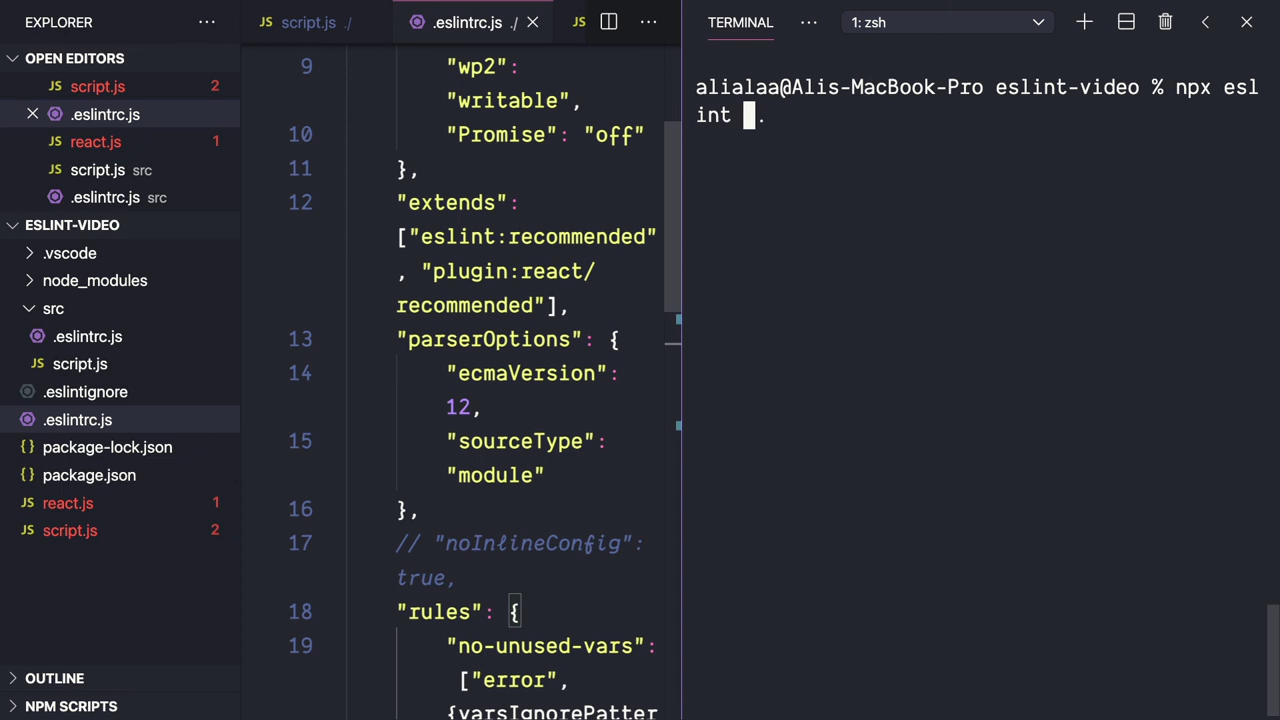 EXPLORER
OPEN EDITORS
JS script.js 2
.eslintrc.js
JS react.js 1
JS script.js src
.eslintrc.js src
ESLINT-VIDEO
.vscode
node_modules
src
.eslintrc.js
JS script.js
.eslintignore
.eslintrc.js
{} package-lock.json
{} package.json
JS react.js 1
JS script.js 2
OUTLINE
NPM SCRIPTS
JS script.js ./
.eslintrc.js ./
JS
9 "wp2":
"writable",
10 "Promise": "off"
11 },
12 "extends":
["eslint:recommended"
, "plugin:react/
recommended"],
13 "parserOptions": {
14 "ecmaVersion":
12,
15 "sourceType":
"module"
16 },
17 // "noInlineConfig":
true,
18 "rules": {
19 "no-unused-vars":
["error",
{varsIgnorePatter
TERMINAL
1: zsh
alialaa@Alis-MacBook-Pro eslint-video % npx esl
int .